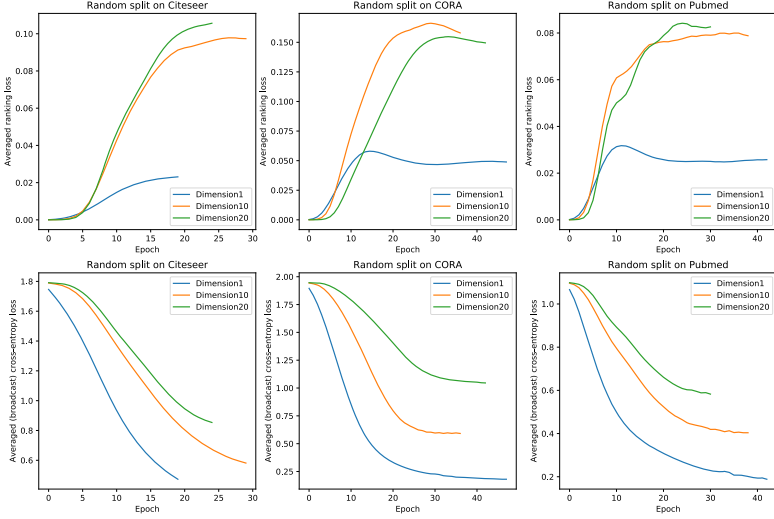 Random split on Citeseer
Averaged ranking loss
0.10
0.08
0.06
0.04
0.02
0.00
Dimension1
Dimension10
Dimension20
0 5 10 15 20 25 30
Epoch
Random split on CORA
Averaged ranking loss
0.150
0.125
0.100
0.075
0.050
0.025
0.000
Dimension1
Dimension10
Dimension20
0 10 20 30 40
Epoch
Random split on Pubmed
Averaged ranking loss
0.08
0.06
0.04
0.02
0.00
Dimension1
Dimension10
Dimension20
0 10 20 30 40
Epoch
Random split on Citeseer
Averaged (broadcast) cross-entropy loss
1.8
1.6
1.4
1.2
1.0
0.8
0.6
Dimension1
Dimension10
Dimension20
0 5 10 15 20 25 30
Epoch
Random split on CORA
Averaged (broadcast) cross-entropy loss
2.00
1.75
1.50
1.25
1.00
0.75
0.50
0.25
Dimension1
Dimension10
Dimension20
0 10 20 30 40
Epoch
Random split on Pubmed
Averaged (broadcast) cross-entropy loss
1.0
0.8
0.6
0.4
0.2
Dimension1
Dimension10
Dimension20
0 10 20 30 40
Epoch